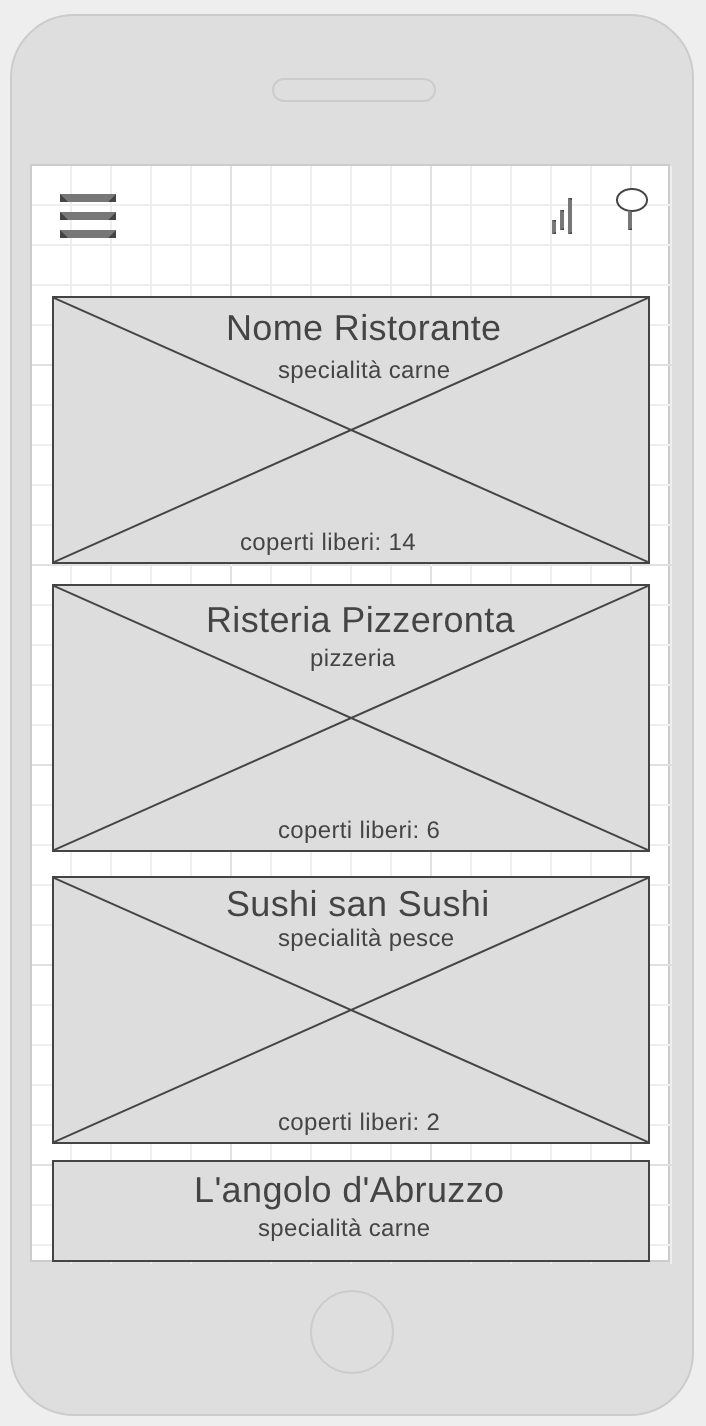 Nome Ristorante
specialità carne
coperti liberi: 14
Risteria Pizzeronta
pizzeria
coperti liberi: 6
Sushi san Sushi
specialità pesce
coperti liberi: 2
L'angolo d'Abruzzo
specialità carne